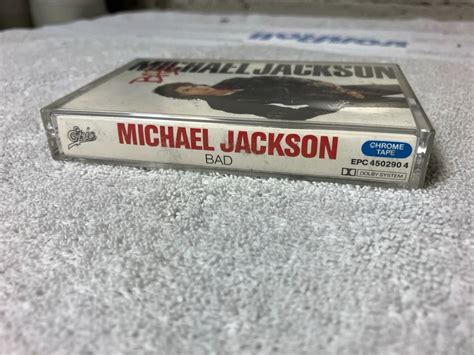 MICHAEL JACKSON
BAD
Epic
MICHAEL JACKSON
BAD
CHROME
TAPE
EPC 450290 4
DOLBY SYSTEM